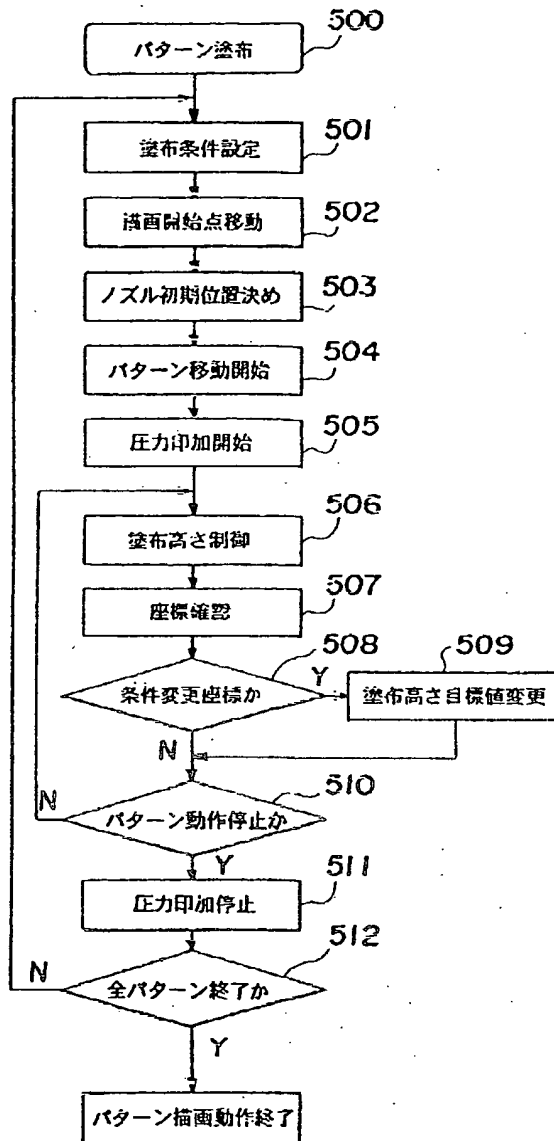 パターン塗布
500
塗布条件設定
501
描画開始点移動
502
ノズル初期位置決め
503
パターン移動開始
504
圧力印加開始
505
塗布高さ制御
506
座標確認
507
条件変更座標か
508
Y
N
塗布高さ目標値変更
509
パターン動作停止か
510
N
Y
圧力印加停止
511
全パターン終了か
512
N
Y
パターン描画動作終了